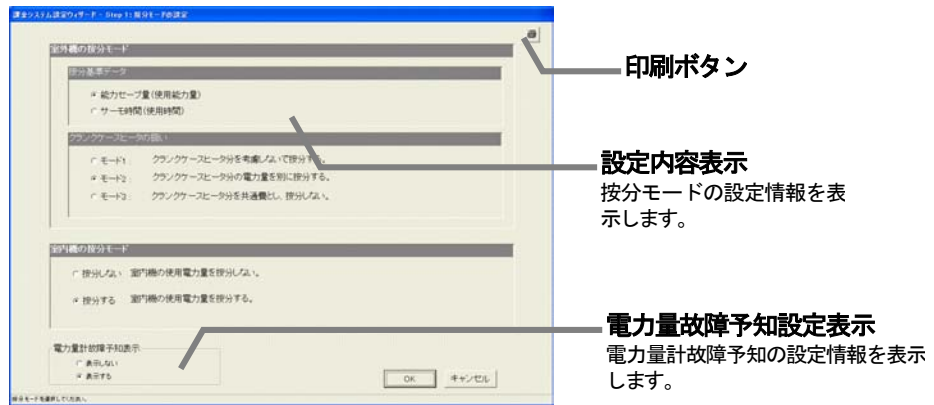 課金システム設定ウィザード - Step 1: 按分モードの設定
室外機の按分モード
按分基準データ
能力セーブ量(使用能力量)
サーモ時間(使用時間)
クランクケースヒータの扱い
モード1: クランクケースヒータ分を考慮しないで按分する。
モード2: クランクケースヒータ分の電力量を別に按分する。
モード3: クランクケースヒータ分を共通費とし、按分しない。
室内機の按分モード
按分しない 室内機の使用電力量を按分しない。
按分する 室内機の使用電力量を按分する。
電力量計故障予知表示
表示しない
表示する
OK キャンセル
按分モードを選択してください。
印刷ボタン
設定内容表示
按分モードの設定情報を表
示します。
電力量故障予知設定表示
電力量計故障予知の設定情報を表示
します。